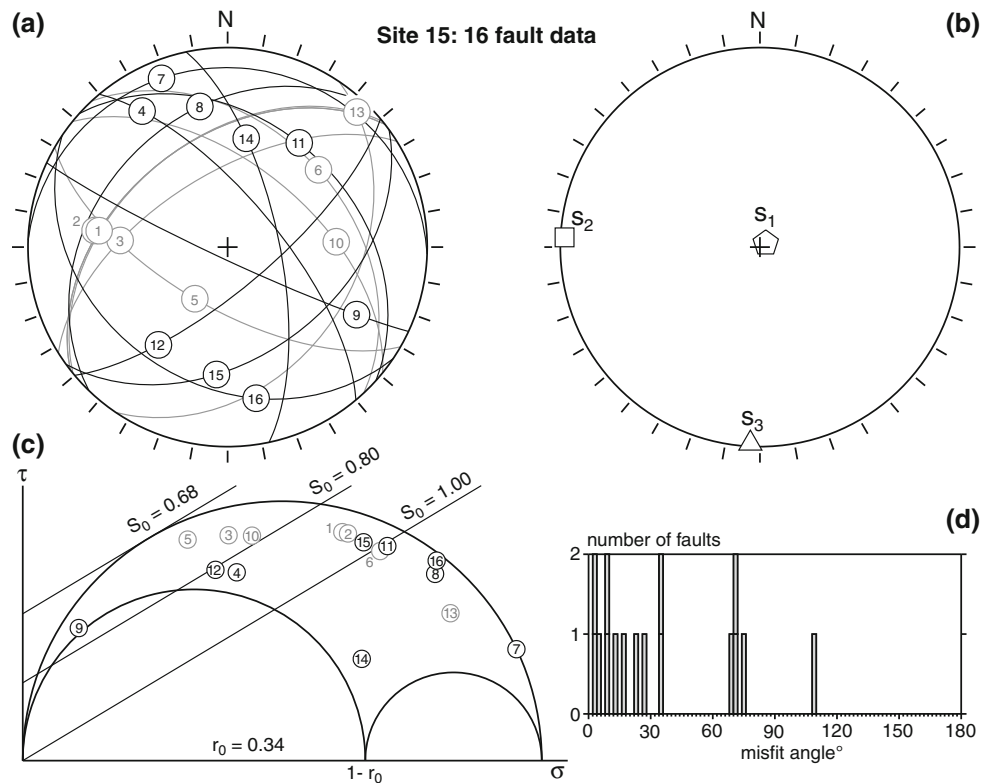 (a)
N
Site 15: 16 fault data
N
(b)
7
4
8
13
14
11
6
2
1
3
10
5
9
12
15
16
S₁
S₂
S₃
(c)
τ
S₀ = 0.68
S₀ = 0.80
S₀ = 1.00
5
3
10
1
2
15
11
6
16
8
12
4
13
9
7
14
r₀ = 0.34
1- r₀
σ
(d)
number of faults
2
1
0
0
30
60
90
120
150
180
misfit angle°